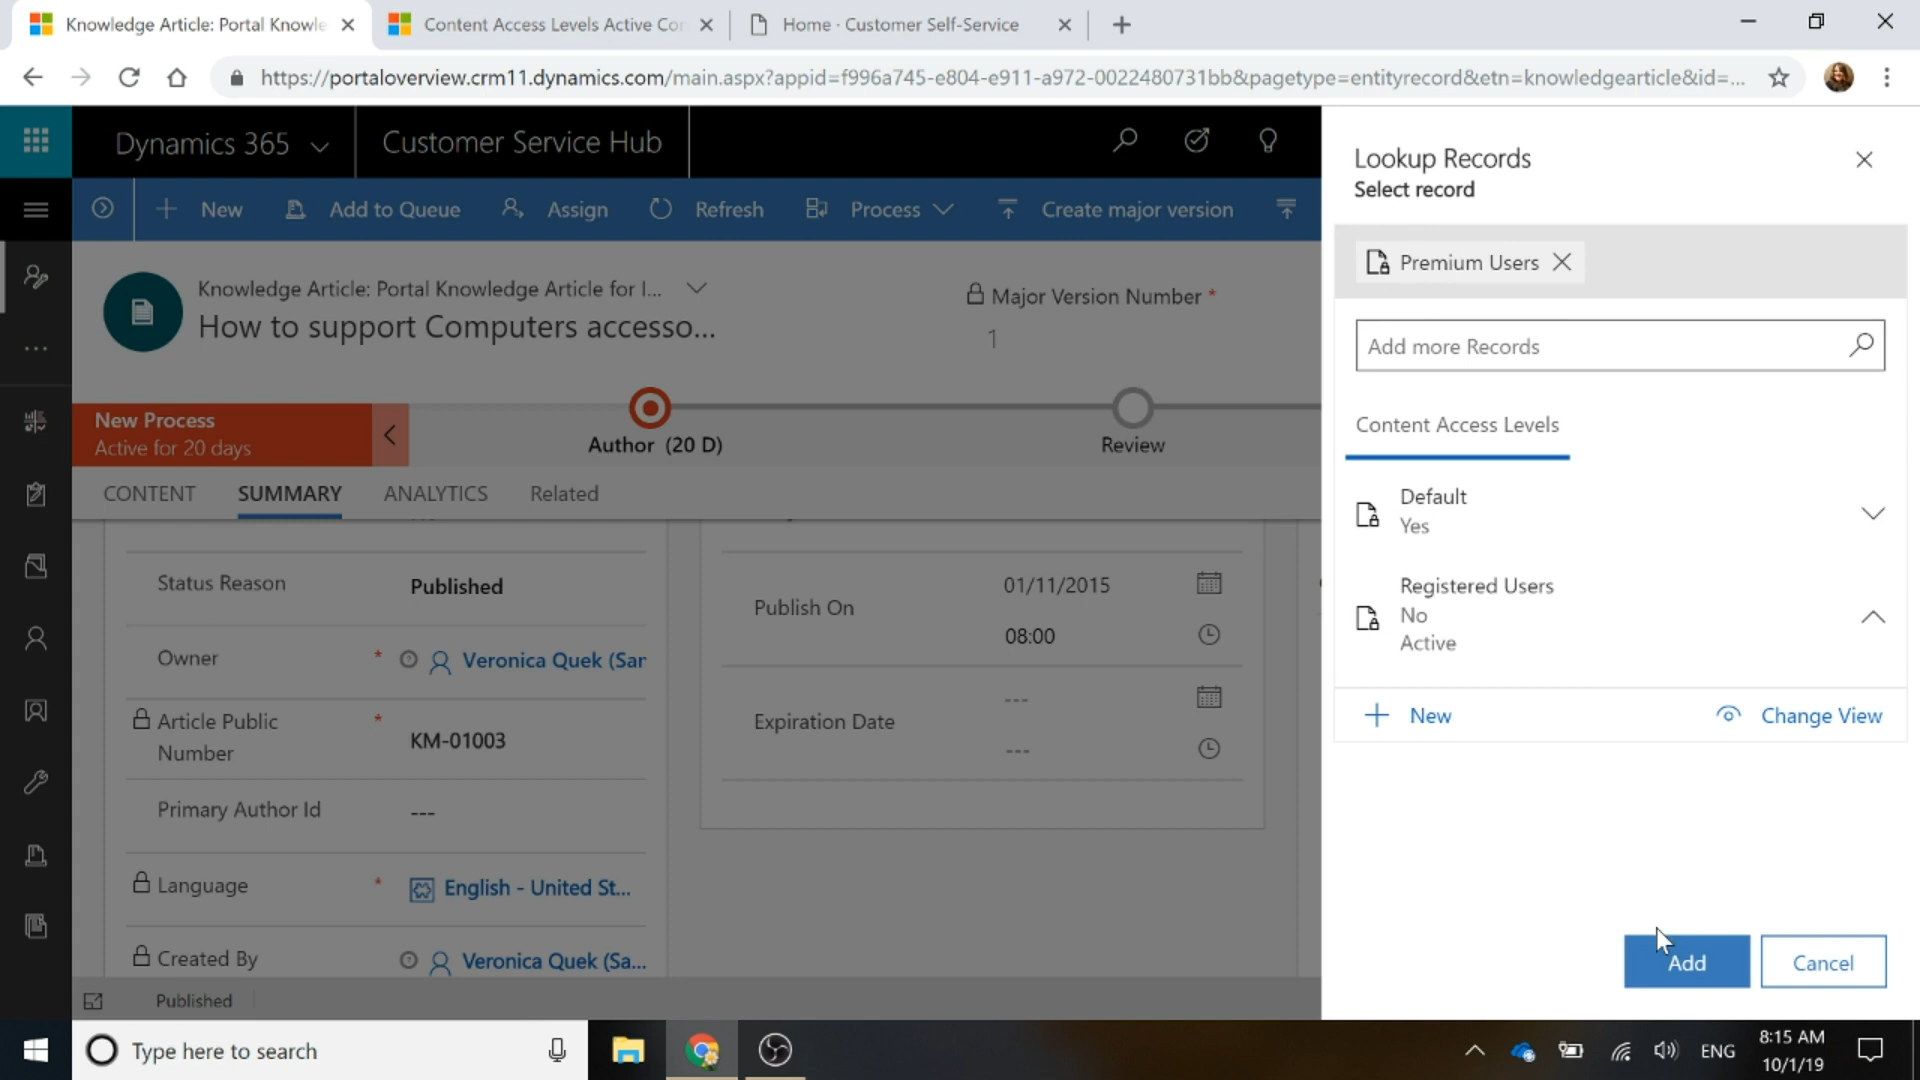 Knowledge Article: Portal Knowle
Content Access Levels Active Cor
Home · Customer Self-Service
https://portaloverview.crm11.dynamics.com/main.aspx?appid=f996a745-e804-e911-a972-0022480731bb&pagetype=entityrecord&etn=knowledgearticle&id=...
Dynamics 365
Customer Service Hub
New
Add to Queue
Assign
Refresh
Process
Create major version
Knowledge Article: Portal Knowledge Article for I...
How to support Computers accesso...
Major Version Number *
1
New Process
Active for 20 days
Author (20 D)
Review
CONTENT
SUMMARY
ANALYTICS
Related
Status Reason
Published
Owner
*
Veronica Quek (Sar
Article Public
Number
*
KM-01003
Primary Author Id
---
Language
*
English - United St...
Created By
Veronica Quek (Sa...
Publish On
01/11/2015
08:00
Expiration Date
---
---
Published
Lookup Records
Select record
Premium Users
Add more Records
Content Access Levels
Default
Yes
Registered Users
No
Active
New
Change View
Add
Cancel
Type here to search
ENG
8:15 AM
10/1/19